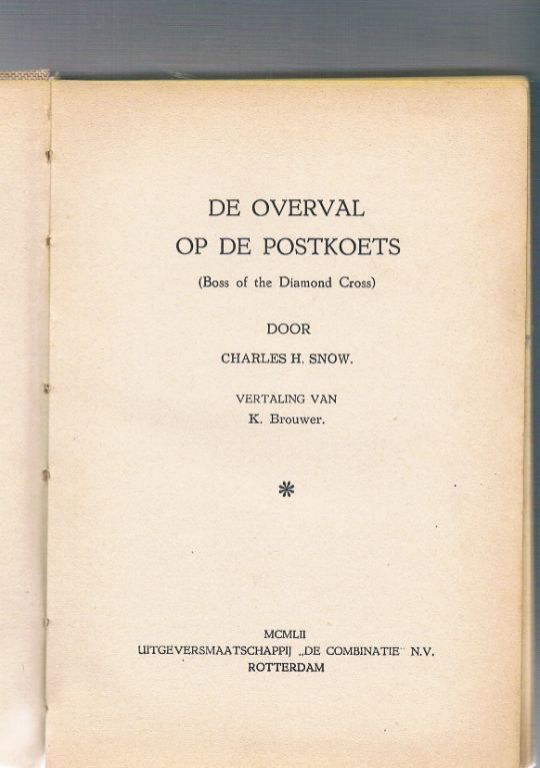 DE OVERVAL
OP DE POSTKOETS
(Boss of the Diamond Cross)
DOOR
CHARLES H. SNOW.
VERTALING VAN
K. Brouwer.
*
MCMLII
UITGEVERSMAATSCHAPPIJ „DE COMBINATIE" N.V.
ROTTERDAM